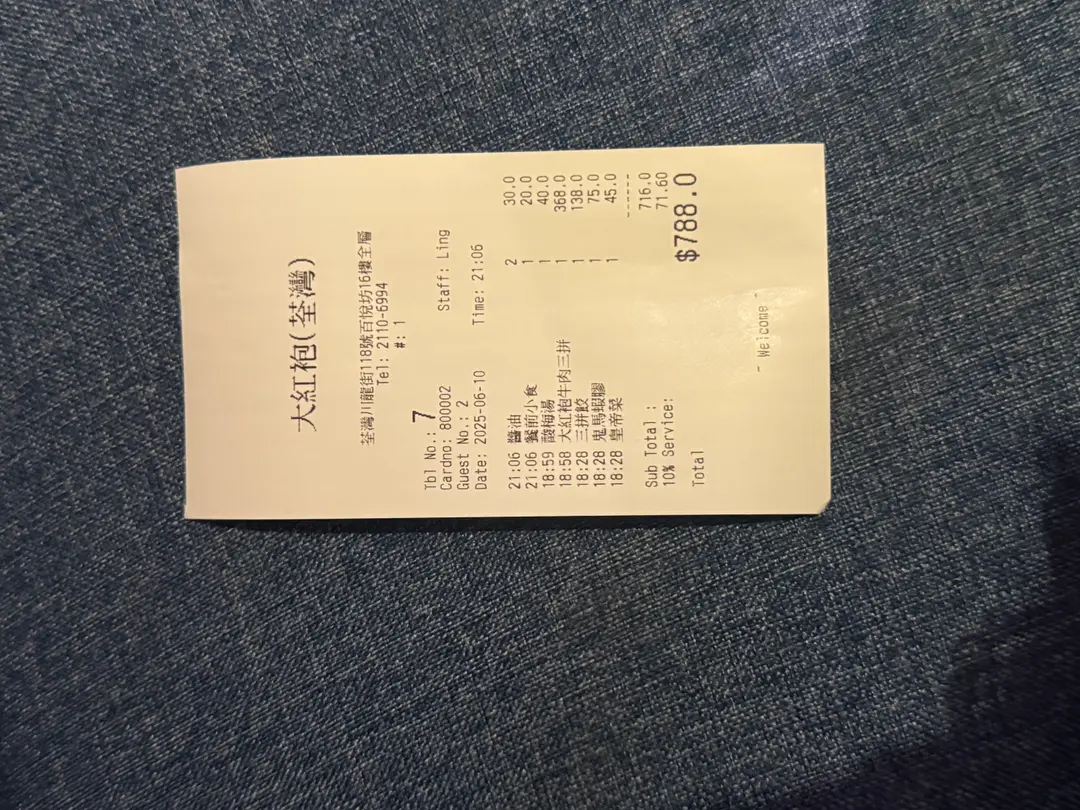 大紅袍(荃灣)
荃灣川龍街118號百悅坊16樓全層
Tel: 2110-6994
#: 1
Tbl No.: 7
Cardno: 800002 Staff: Ling
Guest No.: 2
Date: 2025-06-10 Time: 21:06
21:06 醬油 2 30.0
21:06 餐前小食 1 20.0
18:59 酸梅湯 1 40.0
18:58 大紅袍牛肉三拼 1 368.0
18:28 三拼餃 1 138.0
18:28 鬼馬蝦膠 1 75.0
18:28 皇帝菜 1 45.0
------
Sub Total : 716.0
10% Service: 71.60
Total $788.0
- Welcome -